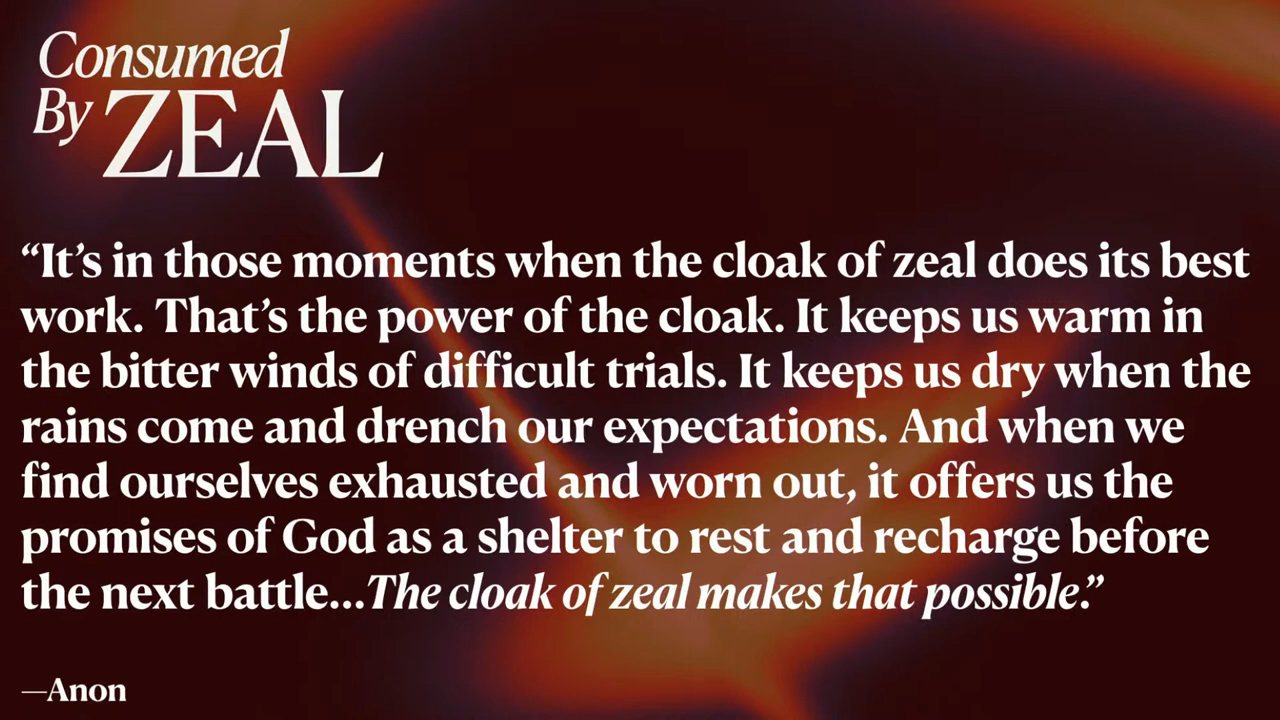 Consumed
By ZEAL
“It’s in those moments when the cloak of zeal does its best
work. That’s the power of the cloak. It keeps us warm in
the bitter winds of difficult trials. It keeps us dry when the
rains come and drench our expectations. And when we
find ourselves exhausted and worn out, it offers us the
promises of God as a shelter to rest and recharge before
the next battle...The cloak of zeal makes that possible.”
—Anon